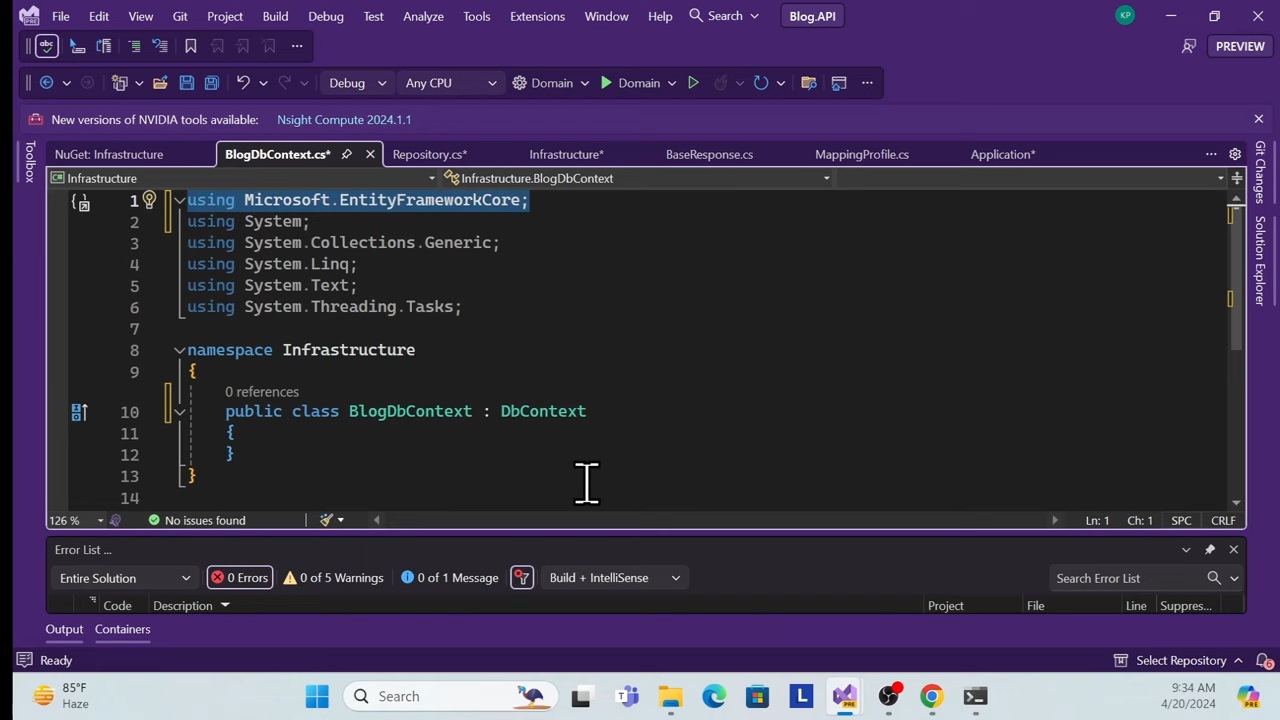 File Edit View Git Project Build Debug Test Analyze Tools Extensions Window Help Search Blog.API KP
abc PREVIEW
Debug Any CPU Domain Domain
New versions of NVIDIA tools available: Nsight Compute 2024.1.1
Toolbox
NuGet: Infrastructure BlogDbContext.cs* Repository.cs* Infrastructure* BaseResponse.cs MappingProfile.cs Application*
Infrastructure Infrastructure.BlogDbContext
1 using Microsoft.EntityFrameworkCore;
2 using System;
3 using System.Collections.Generic;
4 using System.Linq;
5 using System.Text;
6 using System.Threading.Tasks;
7
8 namespace Infrastructure
9 {
0 references
10 public class BlogDbContext : DbContext
11 {
12 }
13 }
14
Git Changes
Solution Explorer
126 % No issues found Ln: 1 Ch: 1 SPC CRLF
Error List ...
Entire Solution 0 Errors 0 of 5 Warnings 0 of 1 Message Build + IntelliSense Search Error List
Code Description Project File Line Suppres...
Output Containers
Ready Select Repository 6
85°F
Haze
Search
L
PRE
9:34 AM
4/20/2024
PRE